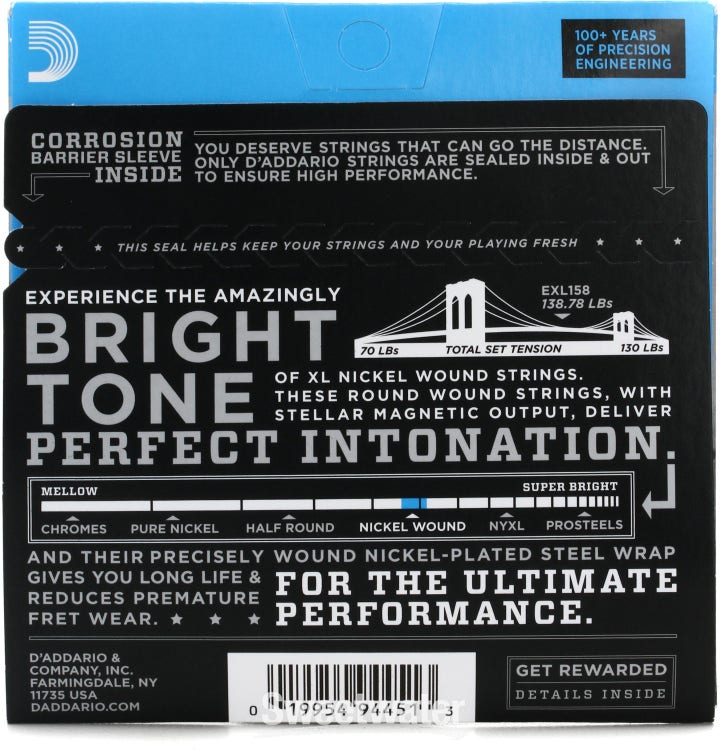 100+ YEARS
OF PRECISION
ENGINEERING
CORROSION
BARRIER SLEEVE
INSIDE
YOU DESERVE STRINGS THAT CAN GO THE DISTANCE.
ONLY D'ADDARIO STRINGS ARE SEALED INSIDE & OUT
TO ENSURE HIGH PERFORMANCE.
THIS SEAL HELPS KEEP YOUR STRINGS AND YOUR PLAYING FRESH
EXPERIENCE THE AMAZINGLY
BRIGHT
TONE
EXL158
138.78 LBs
70 LBs TOTAL SET TENSION 130 LBs
OF XL NICKEL WOUND STRINGS.
THESE ROUND WOUND STRINGS, WITH
STELLAR MAGNETIC OUTPUT, DELIVER
PERFECT INTONATION.
MELLOW SUPER BRIGHT
CHROMES PURE NICKEL HALF ROUND NICKEL WOUND NYXL PROSTEELS
AND THEIR PRECISELY WOUND NICKEL-PLATED STEEL WRAP
GIVES YOU LONG LIFE &
REDUCES PREMATURE
FRET WEAR.
FOR THE ULTIMATE
PERFORMANCE.
D'ADDARIO &
COMPANY, INC.
FARMINGDALE, NY
11735 USA
DADDARIO.COM
0 19954 94451 3
Sweetwater
GET REWARDED
DETAILS INSIDE